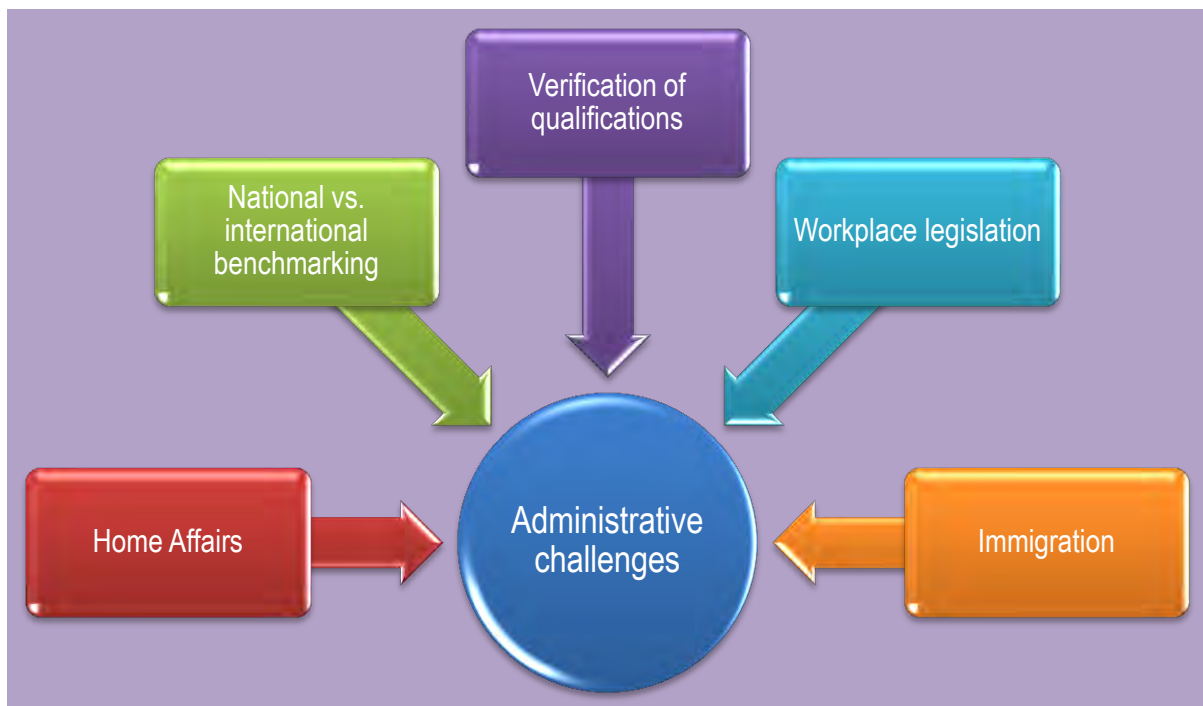 Verification of
qualifications
National vs.
international
benchmarking
Workplace legislation
Home Affairs
Administrative
challenges
Immigration